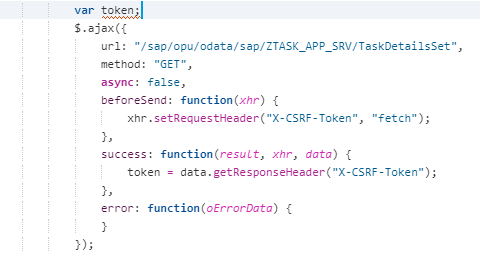 var token;
$.ajax({
url: "/sap/opu/odata/sap/ZTASK_APP_SRV/TaskDetailsSet",
method: "GET",
async: false,
beforeSend: function(xhr) {
xhr.setRequestHeader("X-CSRF-Token", "fetch");
},
success: function(result, xhr, data) {
token = data.getResponseHeader("X-CSRF-Token");
},
error: function(oErrorData) {
}
});